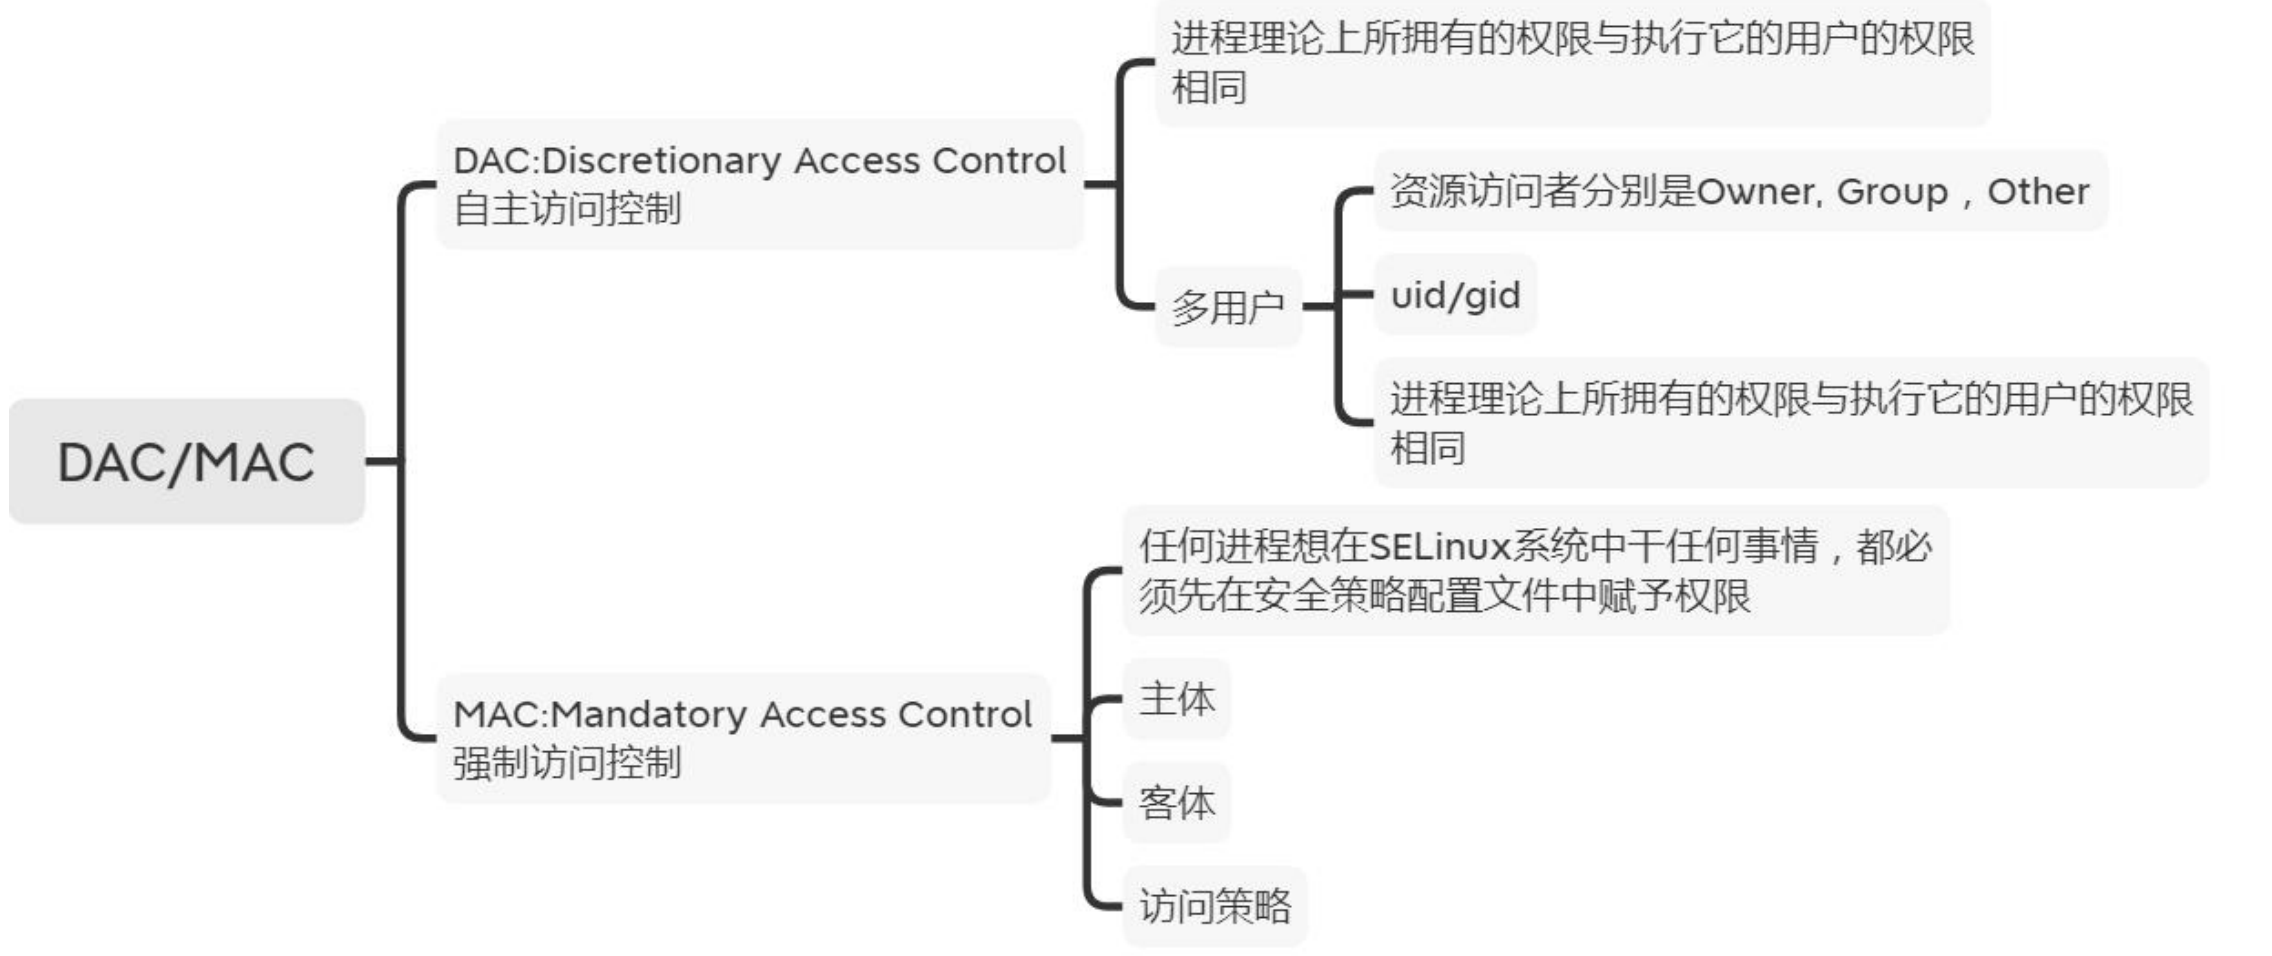 DAC/MAC
DAC:Discretionary Access Control
自主访问控制
进程理论上所拥有的权限与执行它的用户的权限
相同
多用户
资源访问者分别是Owner, Group，Other
uid/gid
进程理论上所拥有的权限与执行它的用户的权限
相同
MAC:Mandatory Access Control
强制访问控制
任何进程想在SELinux系统中干任何事情，都必
须先在安全策略配置文件中赋予权限
主体
客体
访问策略